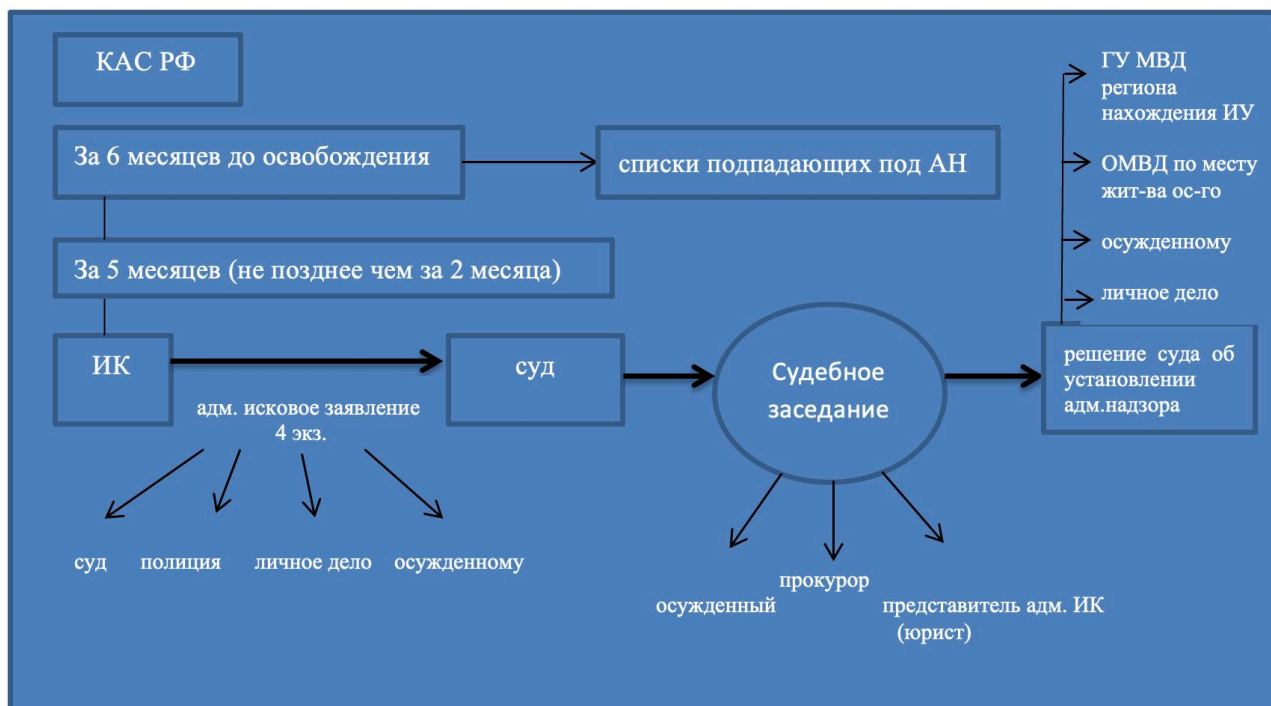 КАС РФ
За 6 месяцев до освобождения
списки подпадающих под АН
За 5 месяцев (не позднее чем за 2 месяца)
ИК
адм. исковое заявление
4 экз.
суд
полиция
личное дело
осужденному
суд
Судебное
заседание
осужденный
прокурор
представитель адм. ИК
(юрист)
решение суда об
установлении
адм.надзора
ГУ МВД
региона
нахождения ИУ
ОМВД по месту
жит-ва ос-го
осужденному
личное дело